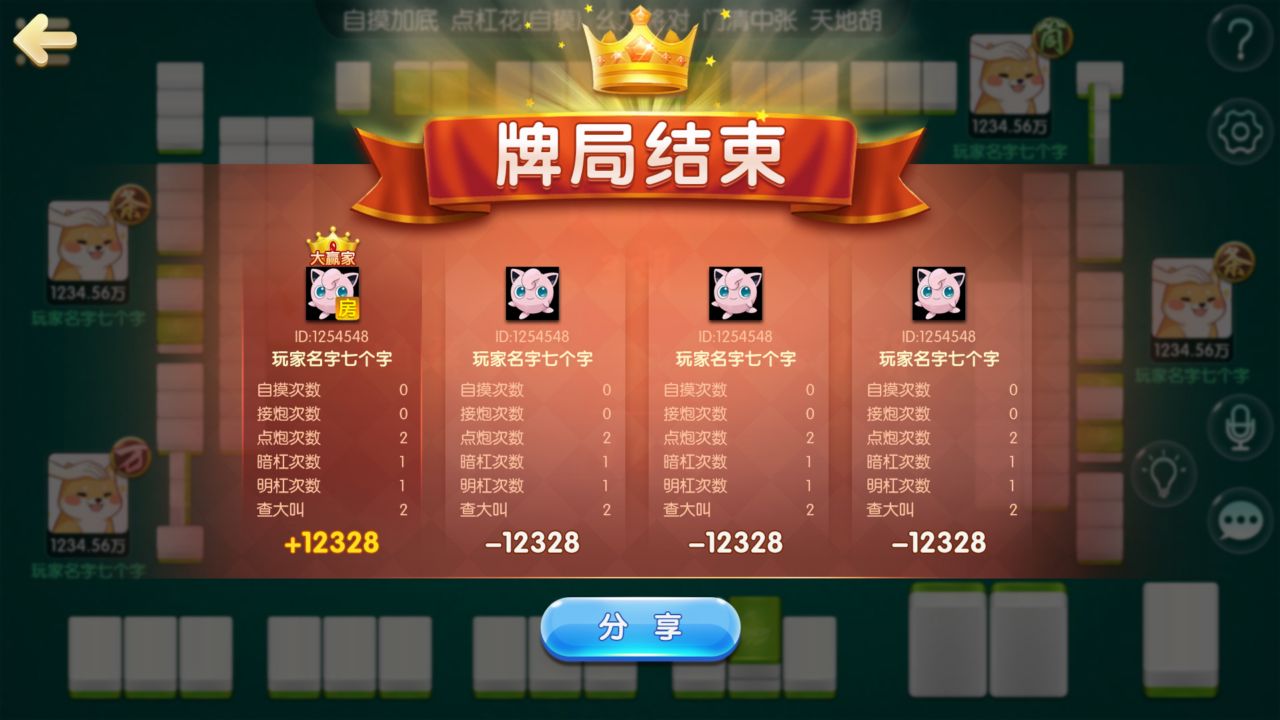 自摸加底 点杠花 自摸 幺九将对 门清中张 天地胡
牌局结束
大赢家
房
ID:1254548
玩家名字七个字
自摸次数 0
接炮次数 0
点炮次数 2
暗杠次数 1
明杠次数 1
查大叫 2
+12328
ID:1254548
玩家名字七个字
自摸次数 0
接炮次数 0
点炮次数 2
暗杠次数 1
明杠次数 1
查大叫 2
-12328
ID:1254548
玩家名字七个字
自摸次数 0
接炮次数 0
点炮次数 2
暗杠次数 1
明杠次数 1
查大叫 2
-12328
ID:1254548
玩家名字七个字
自摸次数 0
接炮次数 0
点炮次数 2
暗杠次数 1
明杠次数 1
查大叫 2
-12328
分 享
筒
1234.56万
玩家名字七个字
条
1234.56万
玩家名字七个字
条
1234.56万
玩家名字七个字
万
1234.56万
玩家名字七个字